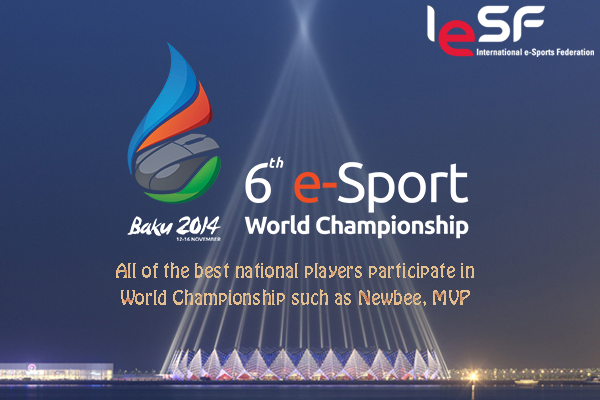 IeSF
International e-Sports Federation
6th e-Sport
World Championship
Baku 2014
12-16 NOVEMBER
All of the best national players participate in
World Championship such as Newbee, MVP